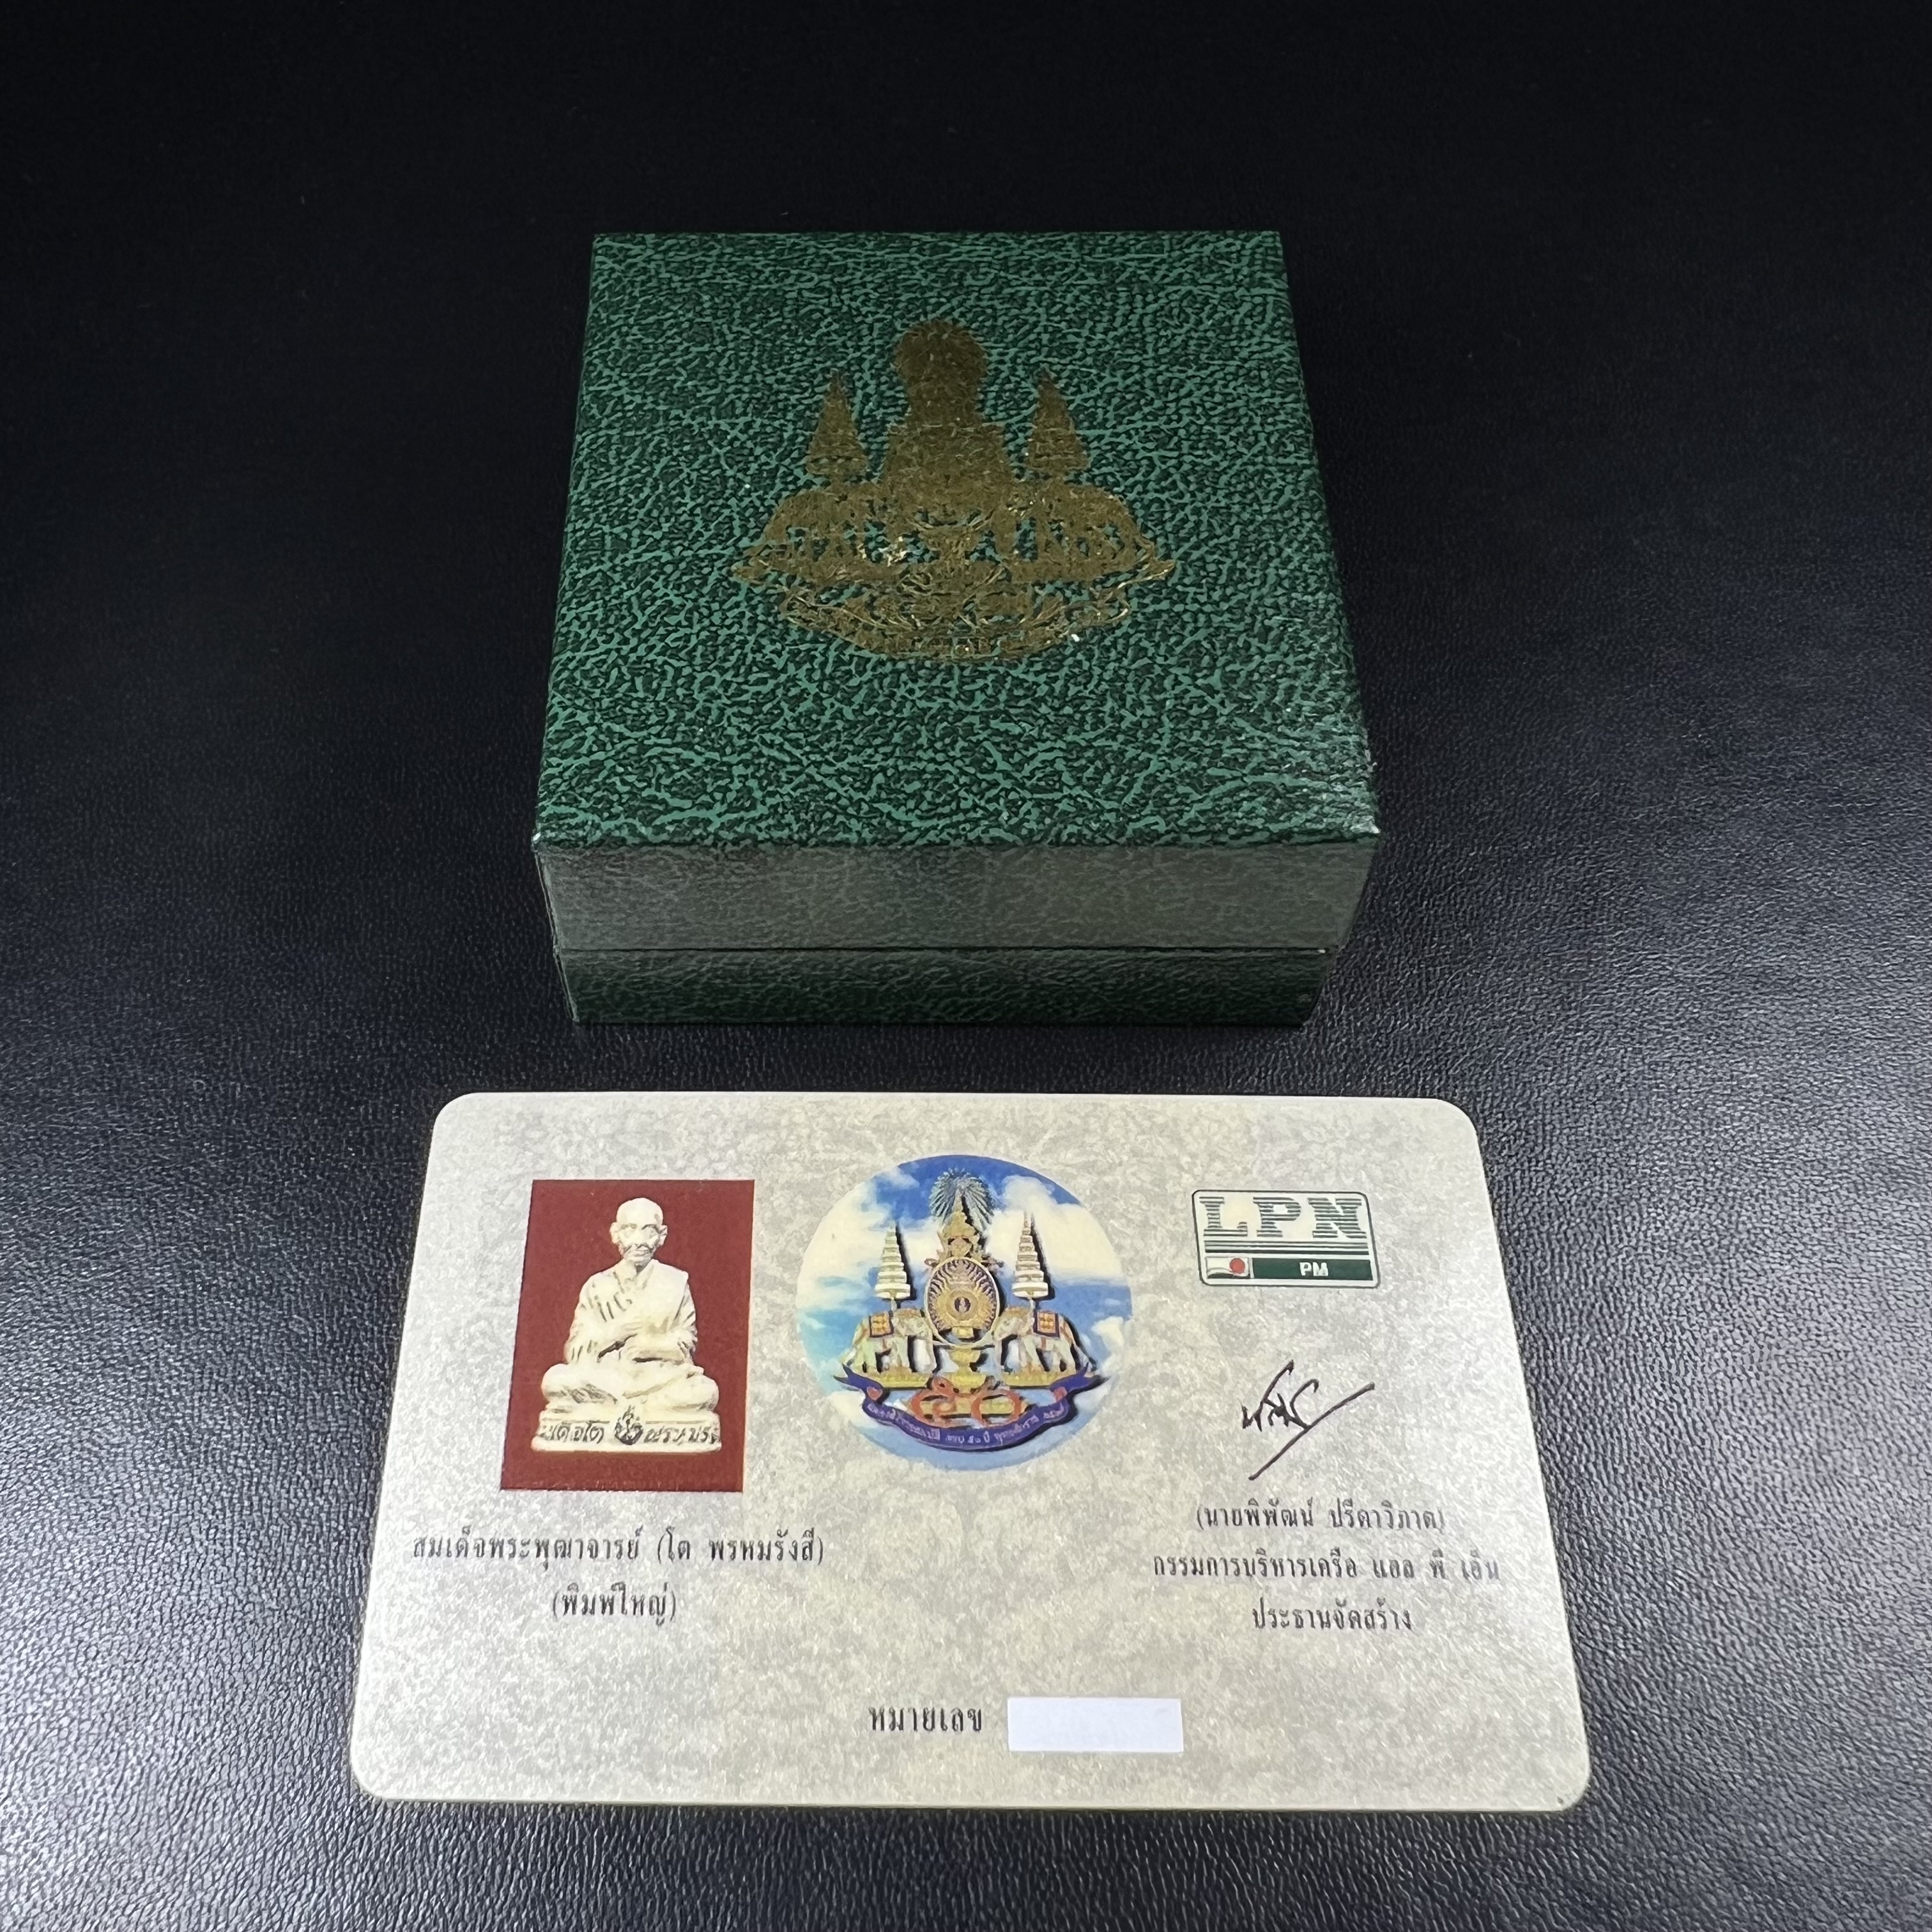 LPN
PM
สมเด็จพระพุฒาจารย์ (โต พรหมรังสี)
(พิมพ์ใหญ่)
(นายพิพัฒน์ ปรีดาวิภาต)
กรรมการบริหารเครือ แอล พี เอ็น
ประธานจัดสร้าง
หมายเลข